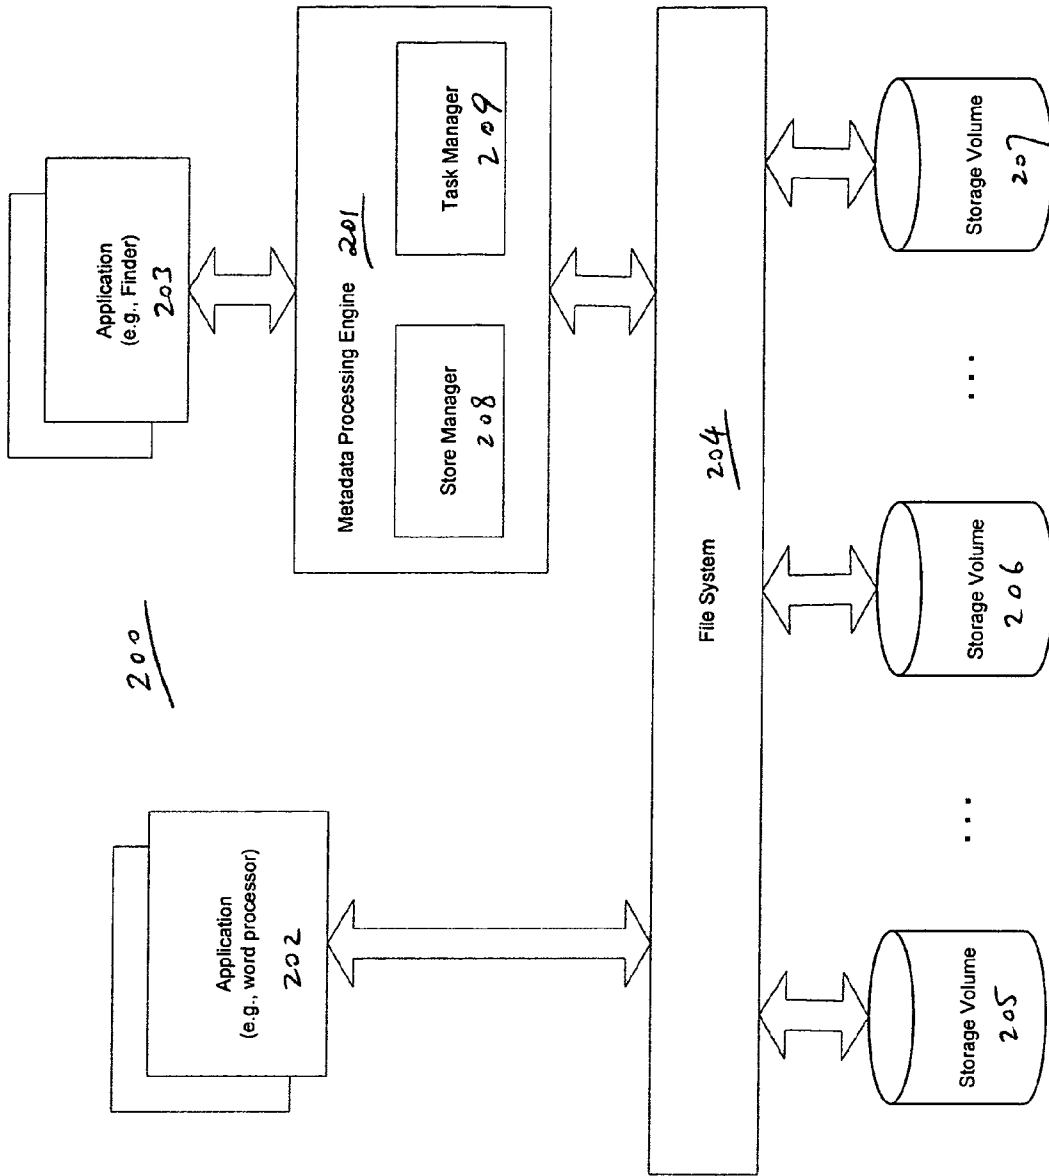 200
Application
(e.g., word processor)
202
Application
(e.g., Finder)
203
Metadata Processing Engine
201
Store Manager
208
Task Manager
209
File System
204
Storage Volume
205
...
Storage Volume
206
...
Storage Volume
207